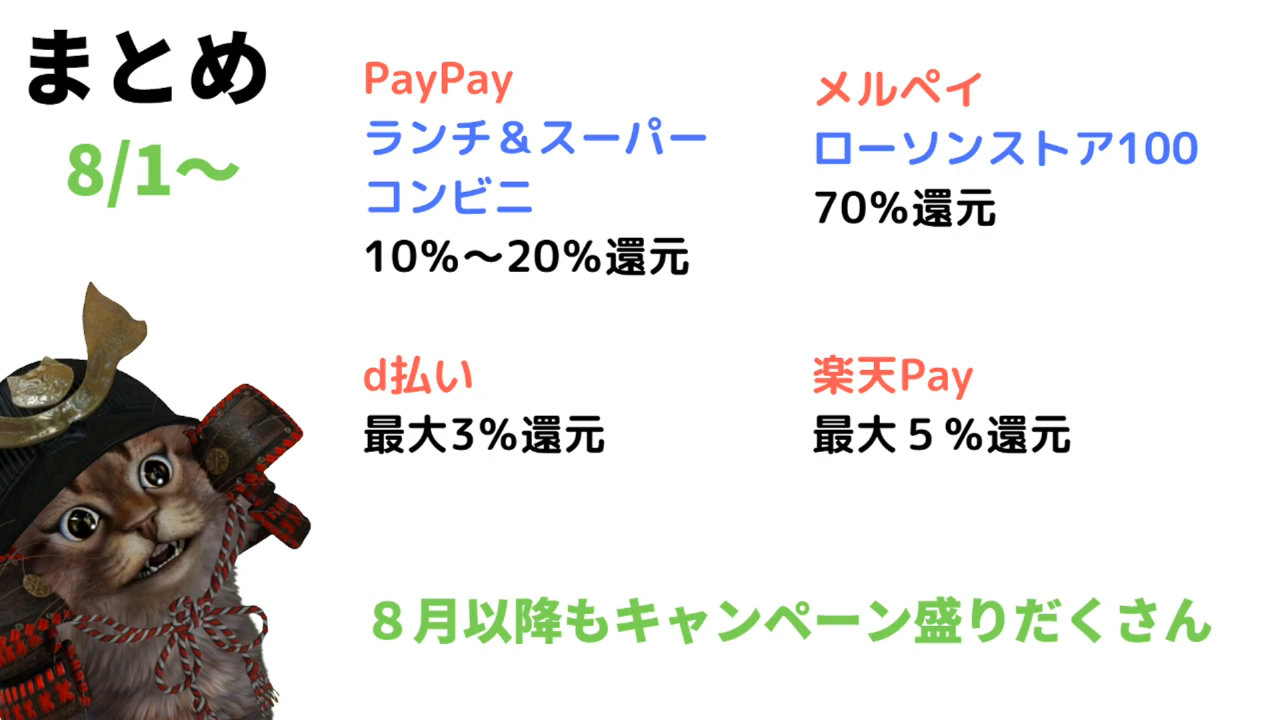 まとめ
8/1〜
PayPay
ランチ＆スーパー
コンビニ
10%〜20%還元
メルペイ
ローソンストア100
70%還元
d払い
最大3%還元
楽天Pay
最大５％還元
８月以降もキャンペーン盛りだくさん